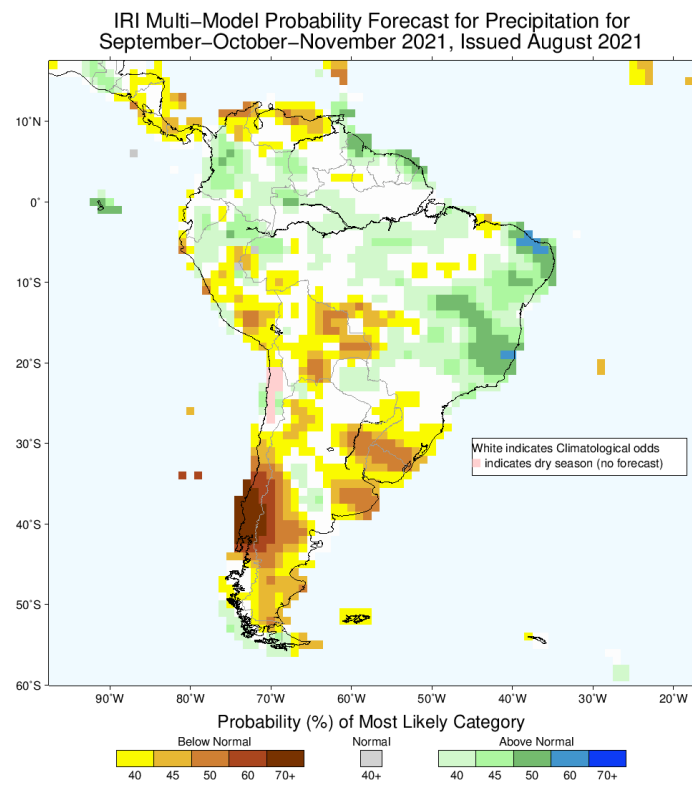 IRI Multi−Model Probability Forecast for Precipitation for
September−October−November 2021, Issued August 2021
10˚N
0˚
10˚S
20˚S
30˚S
40˚S
50˚S
60˚S
White indicates Climatological odds
indicates dry season (no forecast)
90˚W 80˚W 70˚W 60˚W 50˚W 40˚W 30˚W 20˚W
Probability (%) of Most Likely Category
Below Normal Normal Above Normal
40 45 50 60 70+ 40+ 40 45 50 60 70+